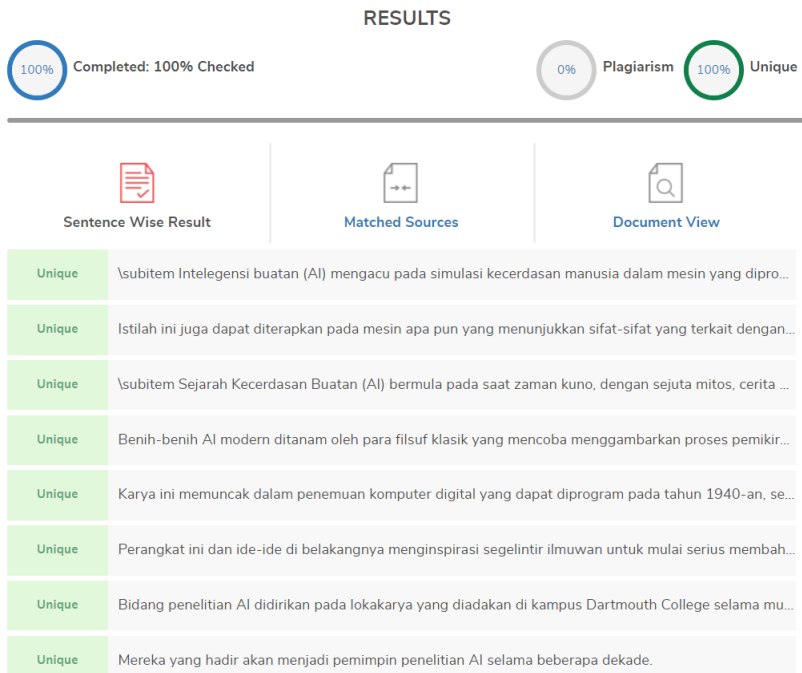 RESULTS
100% Completed: 100% Checked 0% Plagiarism 100% Unique
Sentence Wise Result Matched Sources Document View
Unique \subitem Intelegensi buatan (AI) mengacu pada simulasi kecerdasan manusia dalam mesin yang dipro...
Unique Istilah ini juga dapat diterapkan pada mesin apa pun yang menunjukkan sifat-sifat yang terkait dengan...
Unique \subitem Sejarah Kecerdasan Buatan (AI) bermula pada saat zaman kuno, dengan sejuta mitos, cerita ...
Unique Benih-benih AI modern ditanam oleh para filsuf klasik yang mencoba menggambarkan proses pemikir...
Unique Karya ini memuncak dalam penemuan komputer digital yang dapat diprogram pada tahun 1940-an, se...
Unique Perangkat ini dan ide-ide di belakangnya menginspirasi segelintir ilmuwan untuk mulai serius membah...
Unique Bidang penelitian AI didirikan pada lokakarya yang diadakan di kampus Dartmouth College selama mu...
Unique Mereka yang hadir akan menjadi pemimpin penelitian AI selama beberapa dekade.